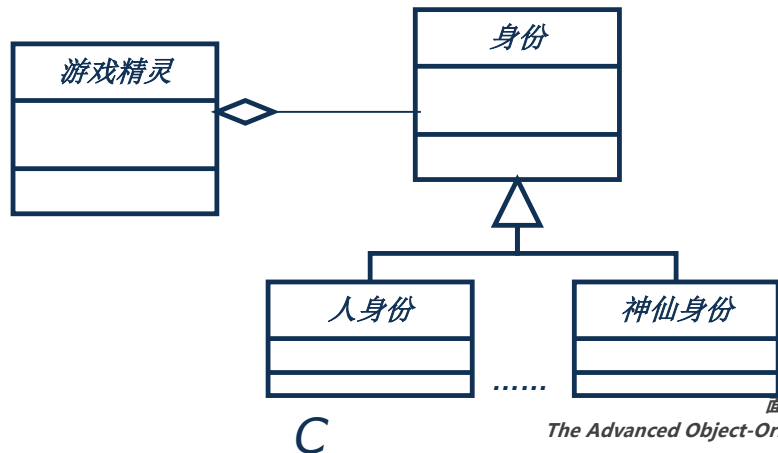 身份
游戏精灵
人身份
神仙身份
......
C
The Advanced Object-Or